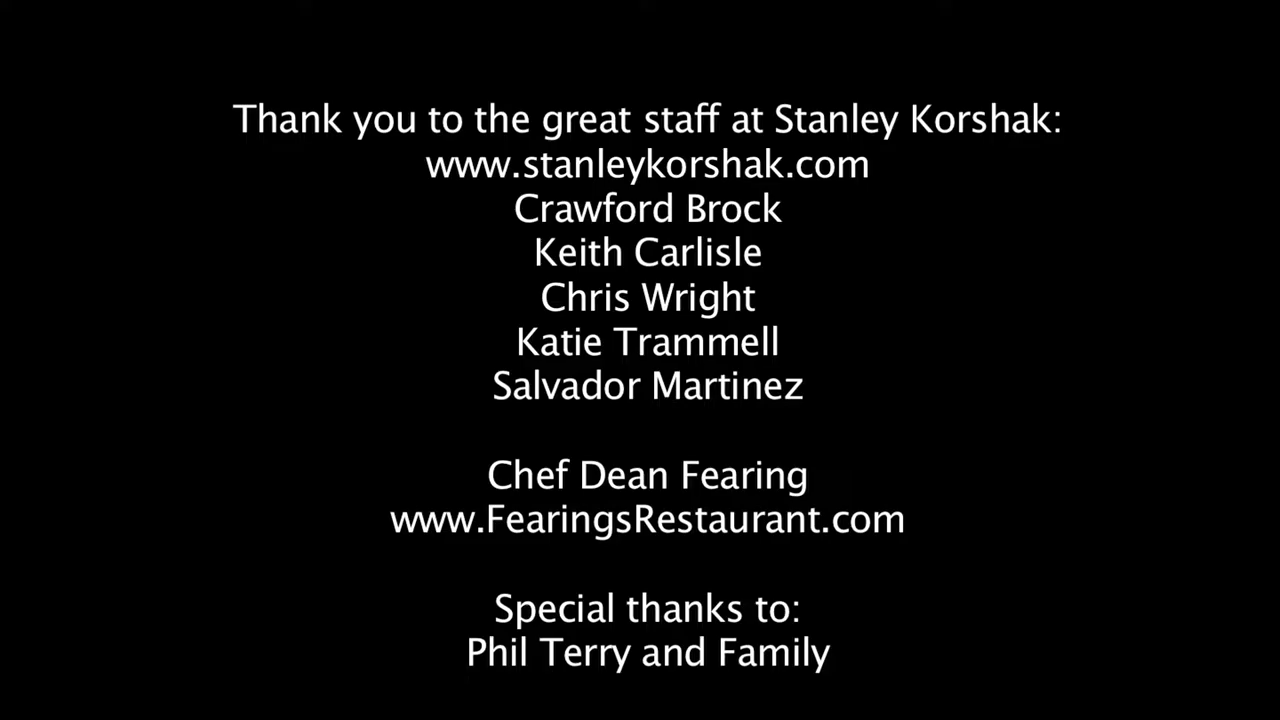 Thank you to the great staff at Stanley Korshak:
www.stanleykorshak.com
Crawford Brock
Keith Carlisle
Chris Wright
Katie Trammell
Salvador Martinez
Chef Dean Fearing
www.FearingsRestaurant.com
Special thanks to:
Phil Terry and Family